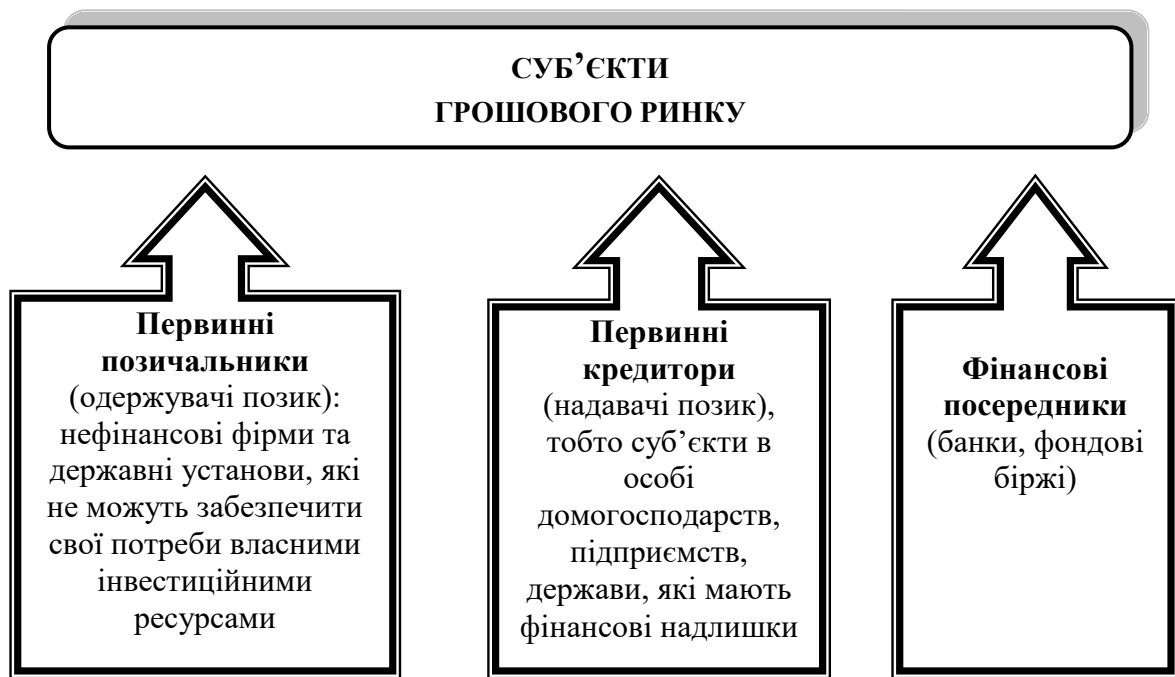 СУБ’ЄКТИ
ГРОШОВОГО РИНКУ
Первинні
позичальники
(одержувачі позик):
нефінансові фірми та
державні установи, які
не можуть забезпечити
свої потреби власними
інвестиційними
ресурсами
Первинні
кредитори
(надавачі позик),
тобто суб’єкти в
особі
домогосподарств,
підприємств,
держави, які мають
фінансові надлишки
Фінансові
посередники
(банки, фондові
біржі)